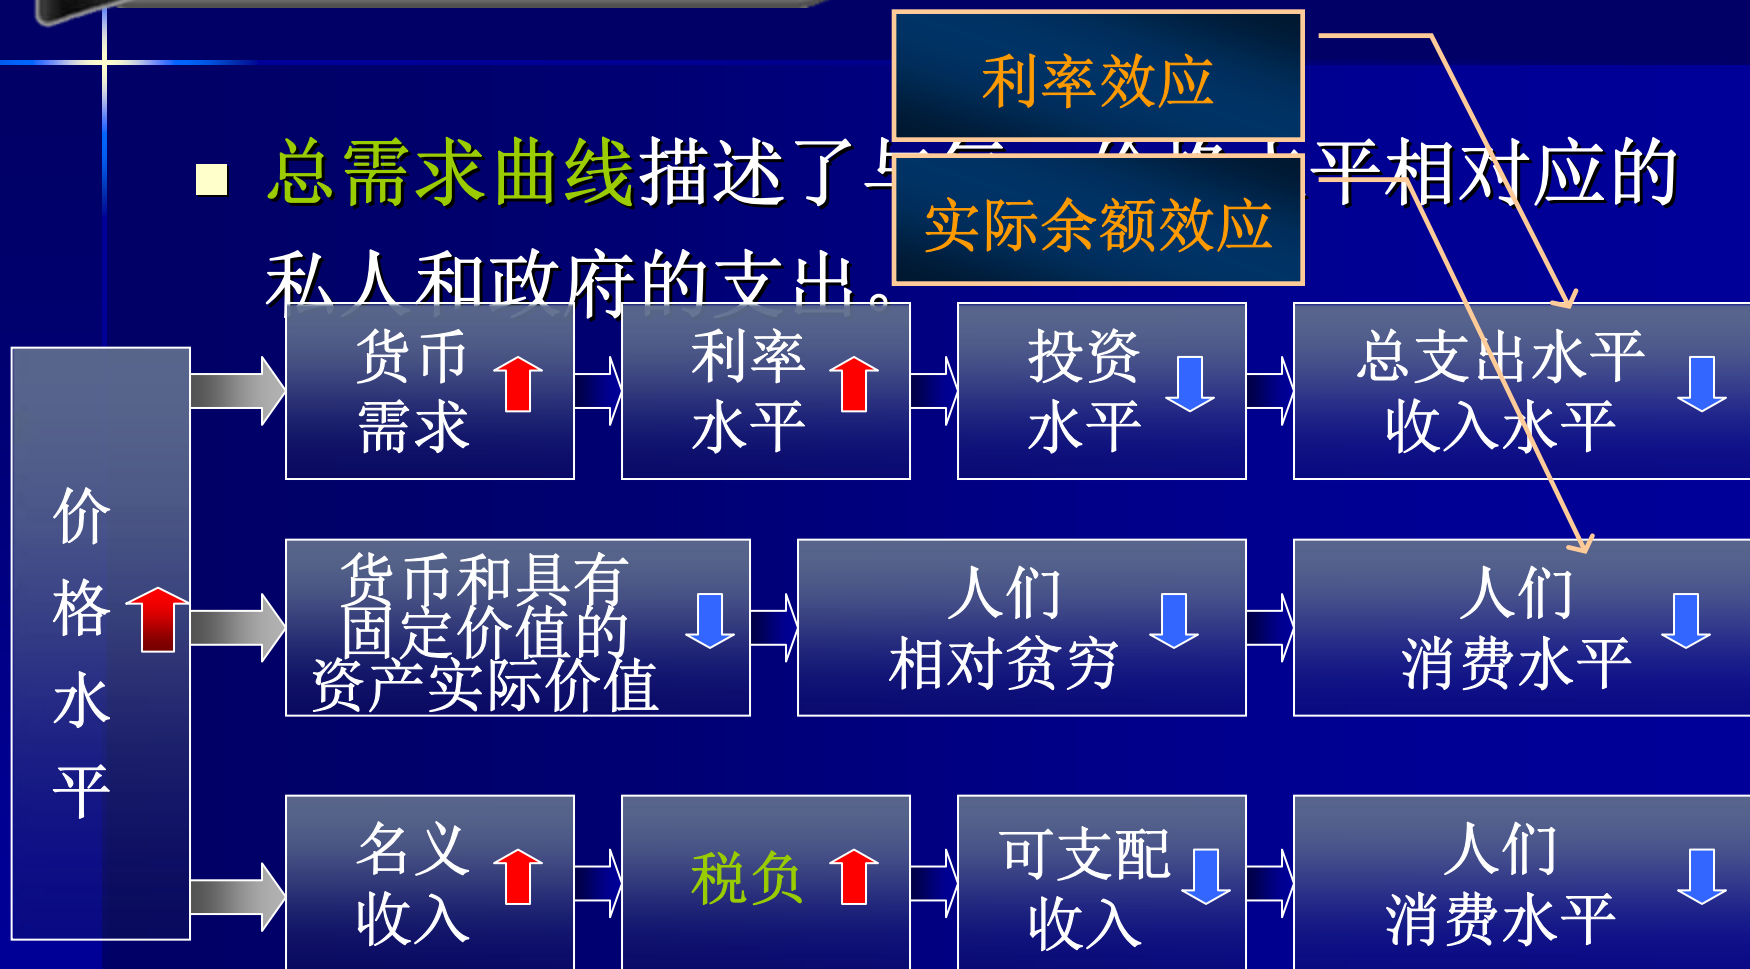 利率效应
实际余额效应
总需求曲线描述了与 平相对应的
私人和政府的支出。
价
格
水
平
货币
需求
利率
水平
投资
水平
总支出水平
收入水平
货币和具有
固定价值的
资产实际价值
人们
相对贫穷
人们
消费水平
名义
收入
税负
可支配
收入
人们
消费水平